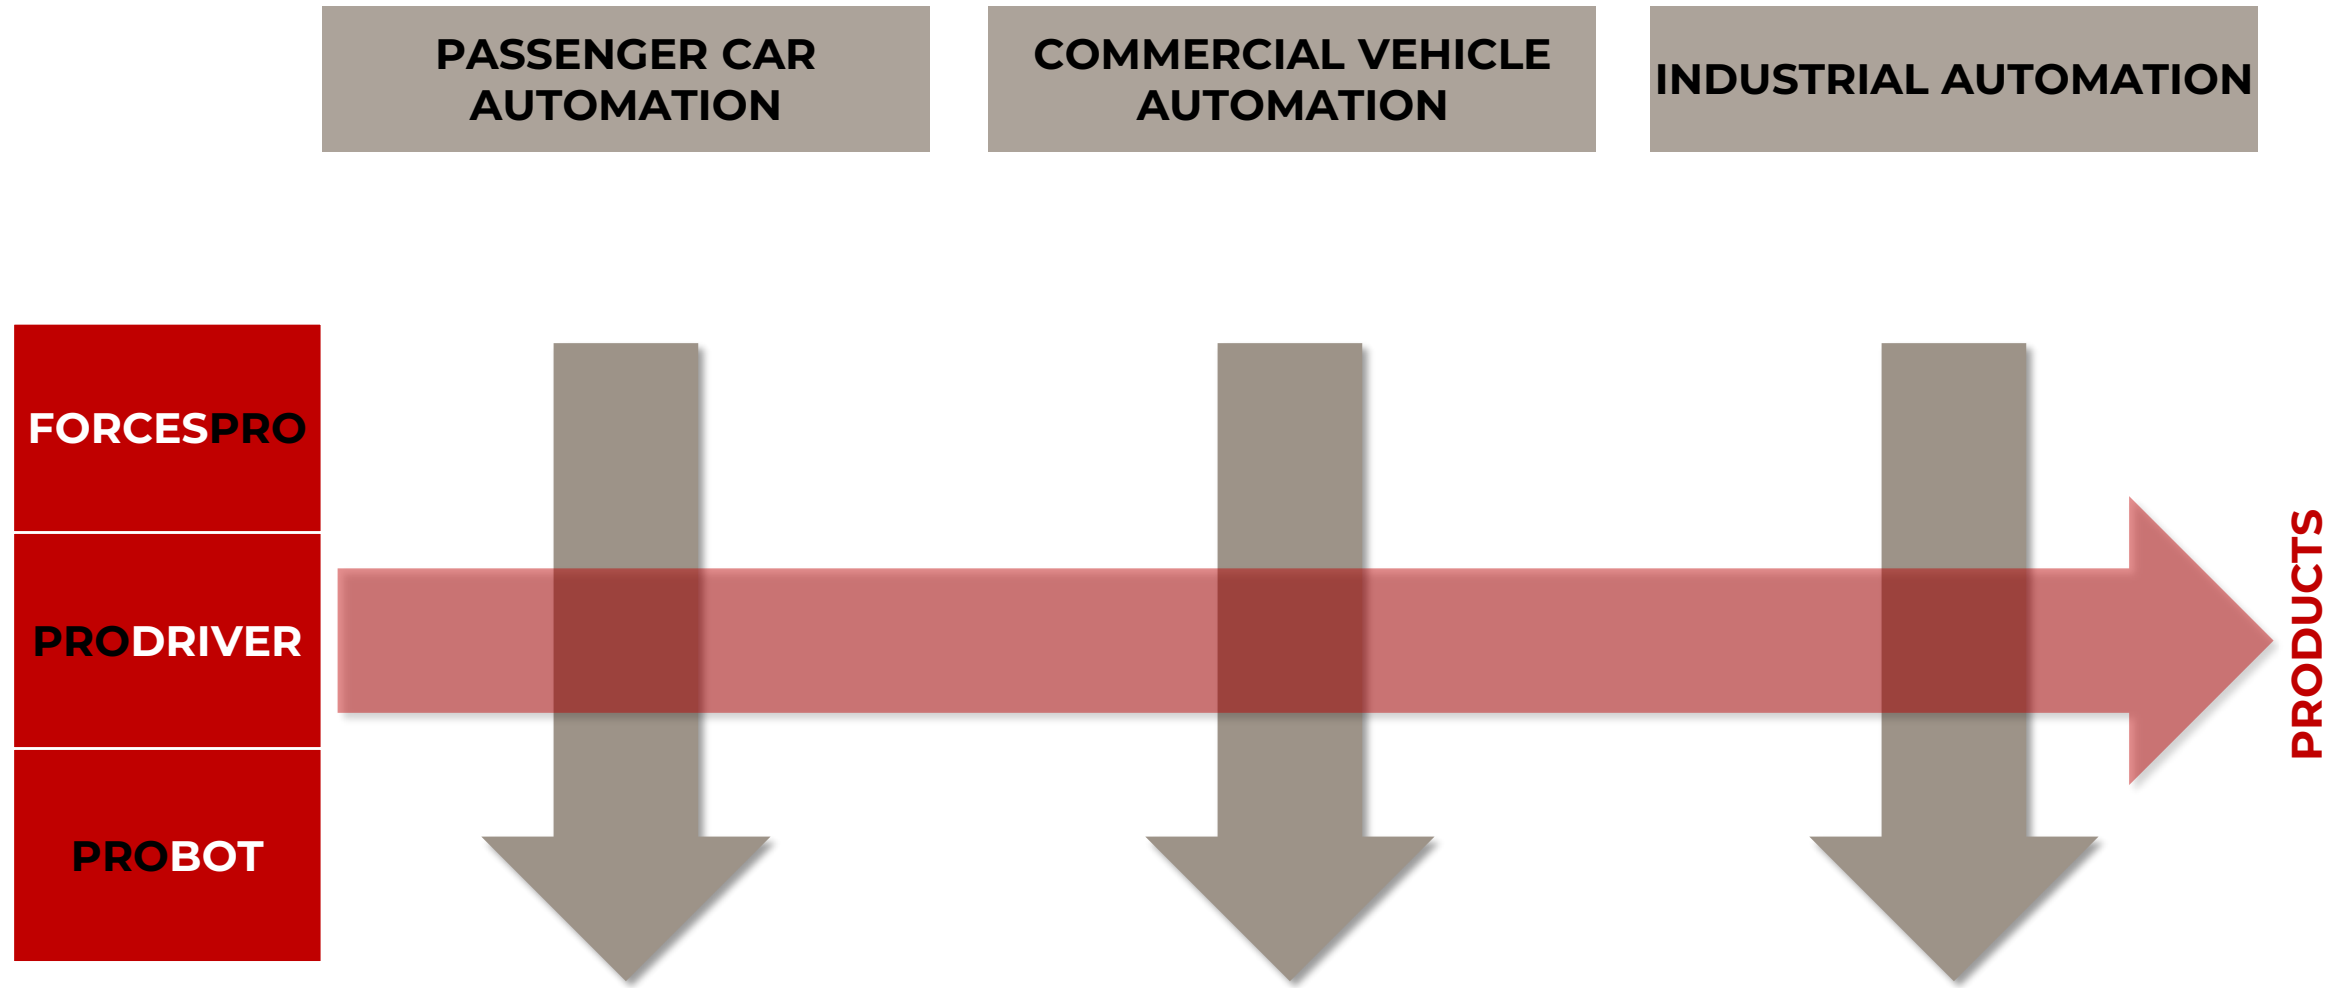 PASSENGER CAR
AUTOMATION
COMMERCIAL VEHICLE
AUTOMATION
INDUSTRIAL AUTOMATION
FORCESPRO
PRODRIVER
PROBOT
PRODUCTS